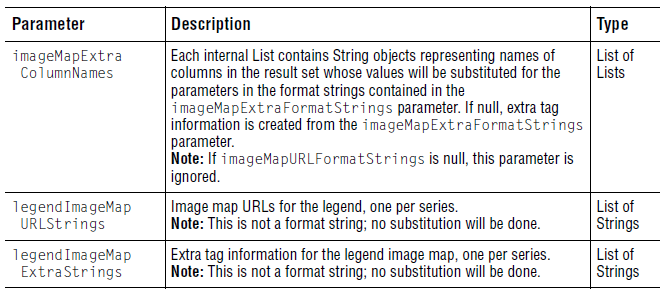 Parameter Description Type
imageMapExtra Each internal List contains String objects representing names of List of
ColumnNames columns in the result set whose values will be substituted for the Lists
parameters in the format strings contained in the
imageMapExtraFormatStrings parameter. If null, extra tag
information is created from the imageMapExtraFormatStrings
parameter.
Note: If imageMapURLFormatStrings is null, this parameter is
ignored.
legendImageMap Image map URLs for the legend, one per series. List of
URLStrings Note: This is not a format string; no substitution will be done. Strings
legendImageMap Extra tag information for the legend image map, one per series. List of
ExtraStrings Note: This is not a format string; no substitution will be done. Strings